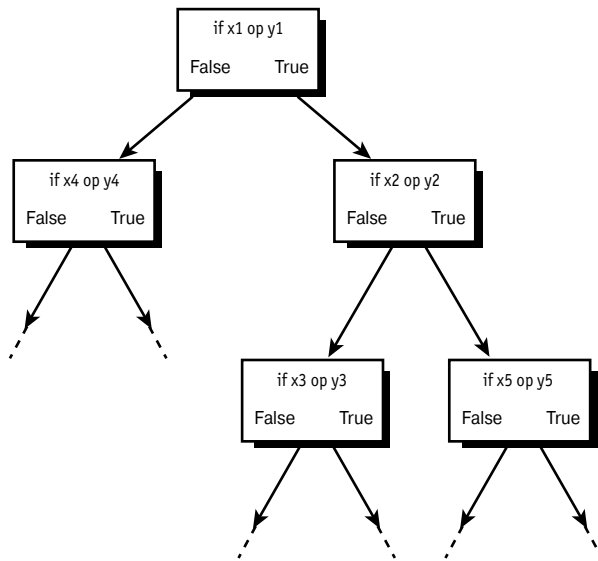 if x1 op y1
False True
if x4 op y4
False True
if x2 op y2
False True
if x3 op y3
False True
if x5 op y5
False True